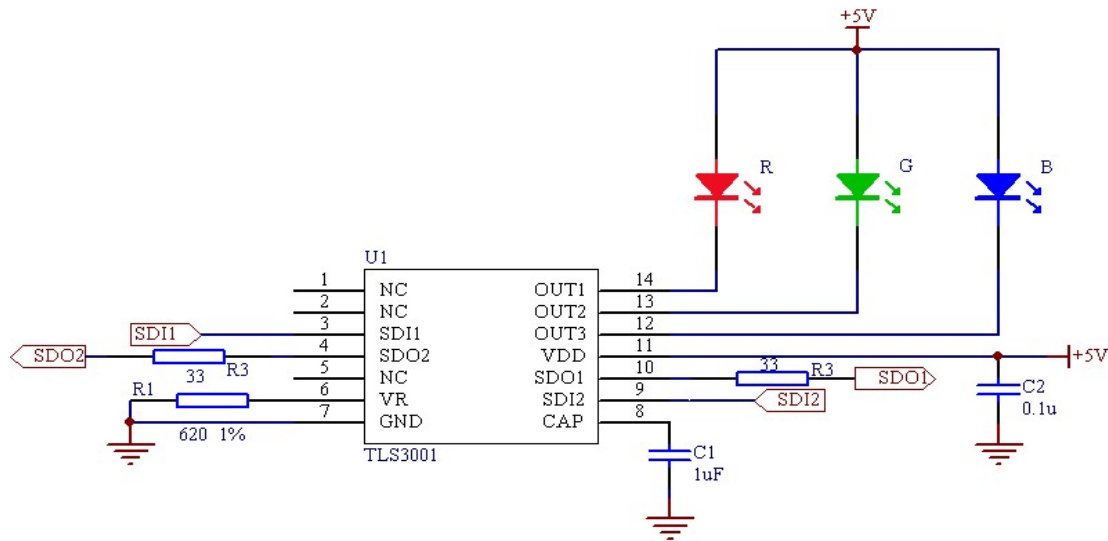 +5V
R
G
B
U1
1
NC
OUT1
14
2
NC
OUT2
13
SDI1
3
SDI1
OUT3
12
SDO2
33
R3
4
SDO2
VDD
11
+5V
5
NC
SDO1
10
33
R3
SDO1
R1
620 1%
6
VR
SDI2
9
SDI2
7
GND
CAP
8
C2
0.1u
TLS3001
C1
1uF